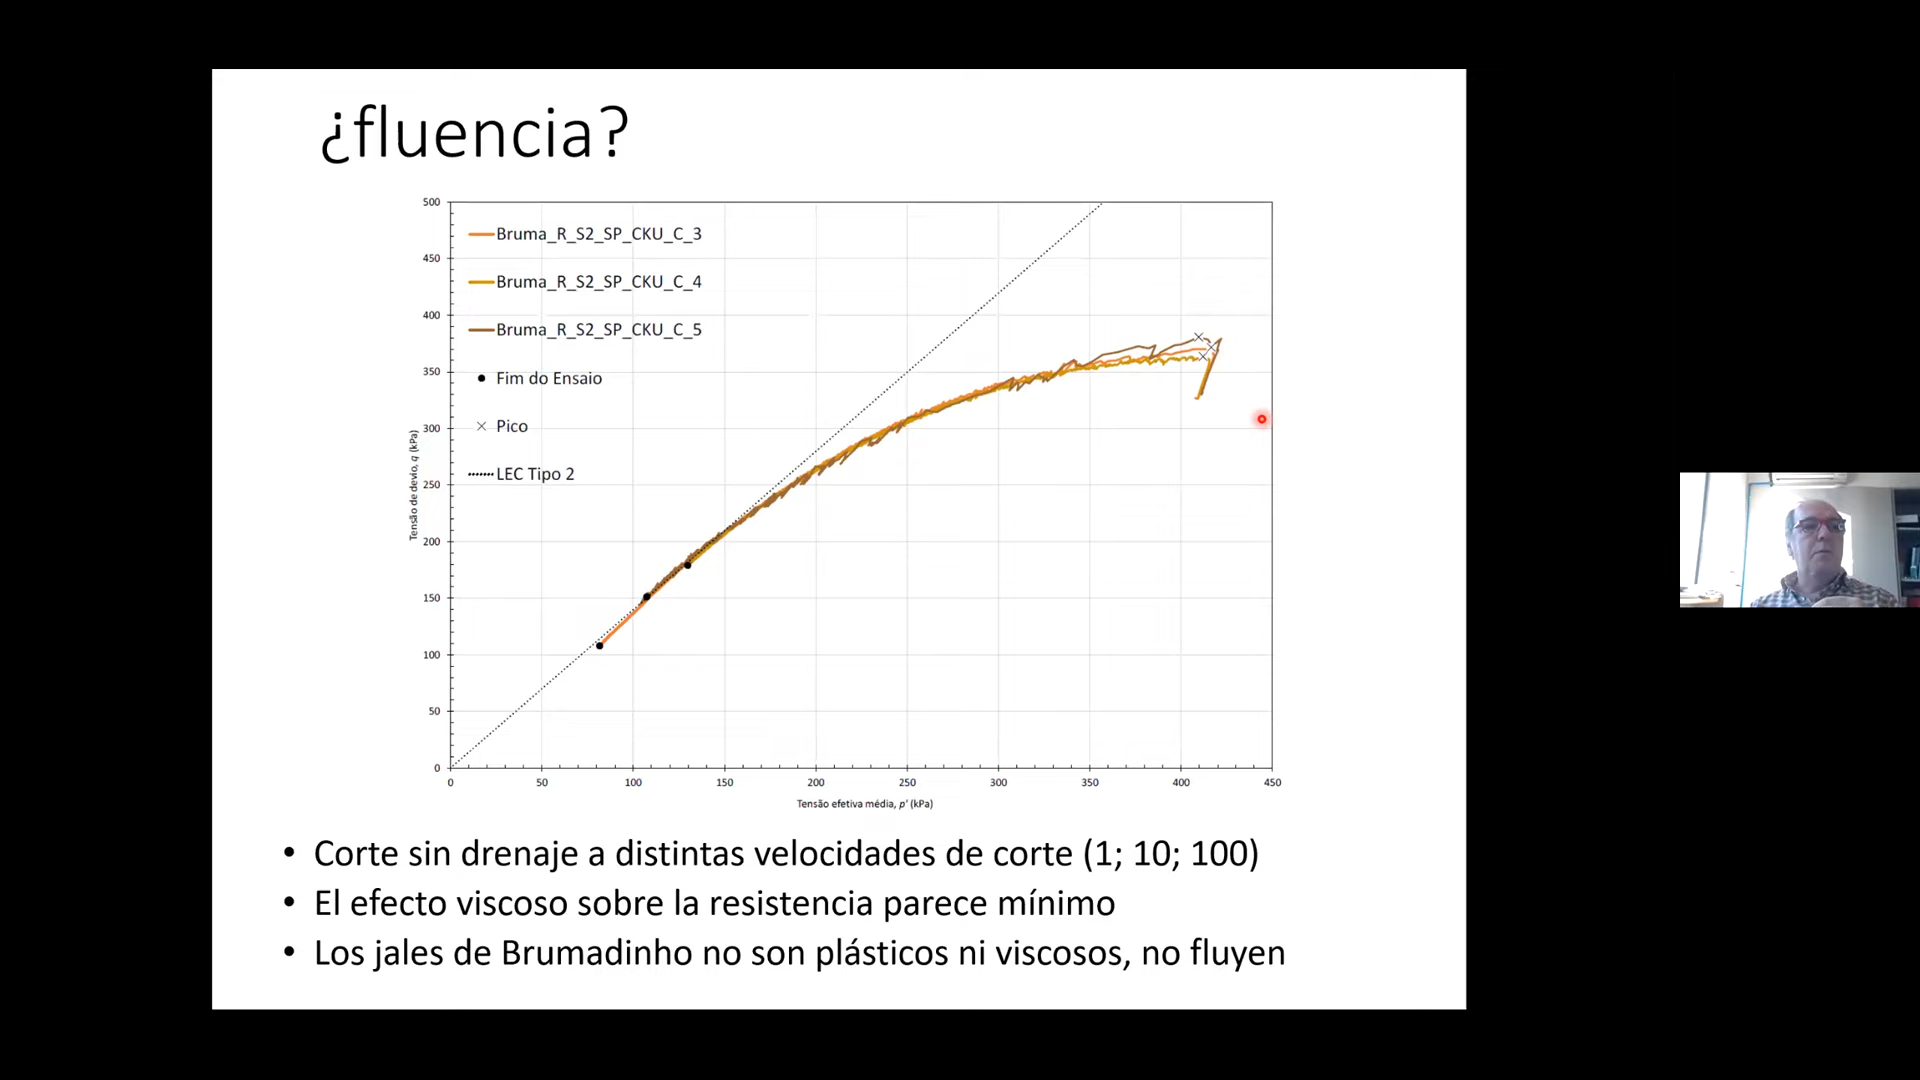 ¿fluencia?
500
450
400
350
300
250
200
150
100
50
0
Tensão de desvio, q (kPa)
Bruma_R_S2_SP_CKU_C_3
Bruma_R_S2_SP_CKU_C_4
Bruma_R_S2_SP_CKU_C_5
Fim do Ensaio
Pico
LEC Tipo 2
0 50 100 150 200 250 300 350 400 450
Tensão efetiva média, p' (kPa)
• Corte sin drenaje a distintas velocidades de corte (1; 10; 100)
• El efecto viscoso sobre la resistencia parece mínimo
• Los jales de Brumadinho no son plásticos ni viscosos, no fluyen